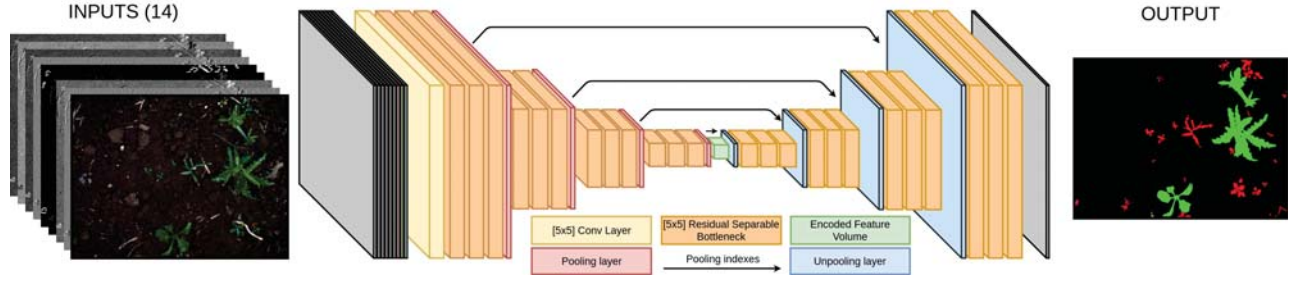 INPUTS (14)
OUTPUT
[5x5] Conv Layer
[5x5] Residual Separable
Bottleneck
Encoded Feature
Volume
Pooling layer
Pooling indexes
Unpooling layer